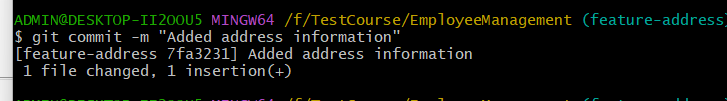 ADMIN@DESKTOP-II2OOU5 MINGW64 /f/TestCourse/EmployeeManagement (feature-address)
$ git commit -m "Added address information"
[feature-address 7fa3231] Added address information
 1 file changed, 1 insertion(+)